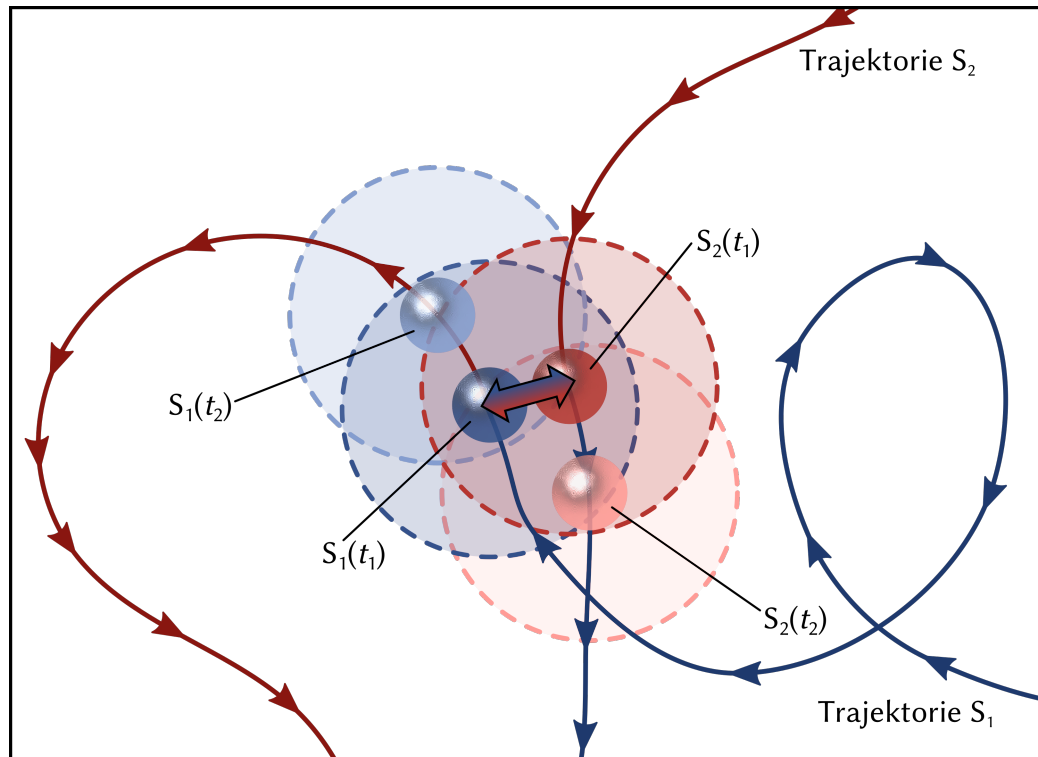 Trajektorie S₂
S₂(t₁)
S₁(t₂)
S₁(t₁)
S₂(t₂)
Trajektorie S₁